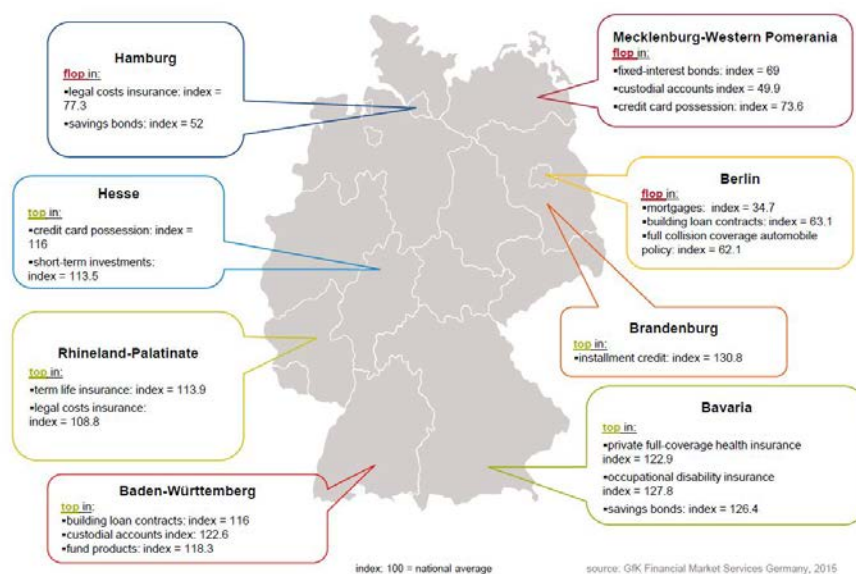 Hamburg
flop in:
▪legal costs insurance: index =
77.3
▪savings bonds: index = 52
Mecklenburg-Western Pomerania
flop in:
▪fixed-interest bonds: index = 69
▪custodial accounts index = 49.9
▪credit card possession: index = 73.6
Hesse
top in:
▪credit card possession: index =
116
▪short-term investments:
index = 113.5
Berlin
flop in:
▪mortgages: index = 34.7
▪building loan contracts: index = 63.1
▪full collision coverage automobile
policy: index = 62.1
Rhineland-Palatinate
top in:
▪term life insurance: index = 113.9
▪legal costs insurance:
index = 108.8
Brandenburg
top in:
▪installment credit: index = 130.8
Baden-Württemberg
top in:
▪building loan contracts: index = 116
▪custodial accounts index: 122.6
▪fund products: index = 118.3
Bavaria
top in:
▪private full-coverage health insurance
index = 122.9
▪occupational disability insurance
index = 127.8
▪savings bonds: index = 126.4
index: 100 = national average
source: GfK Financial Market Services Germany, 2015